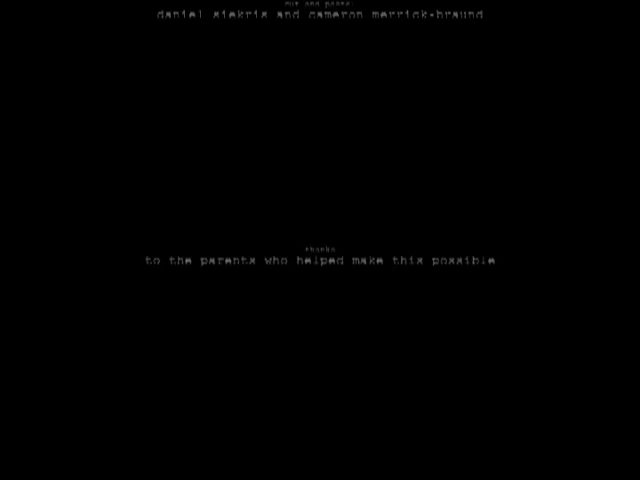 daniel siekris and cameron merrick-braund
thanks
to the parents who helped make this possible